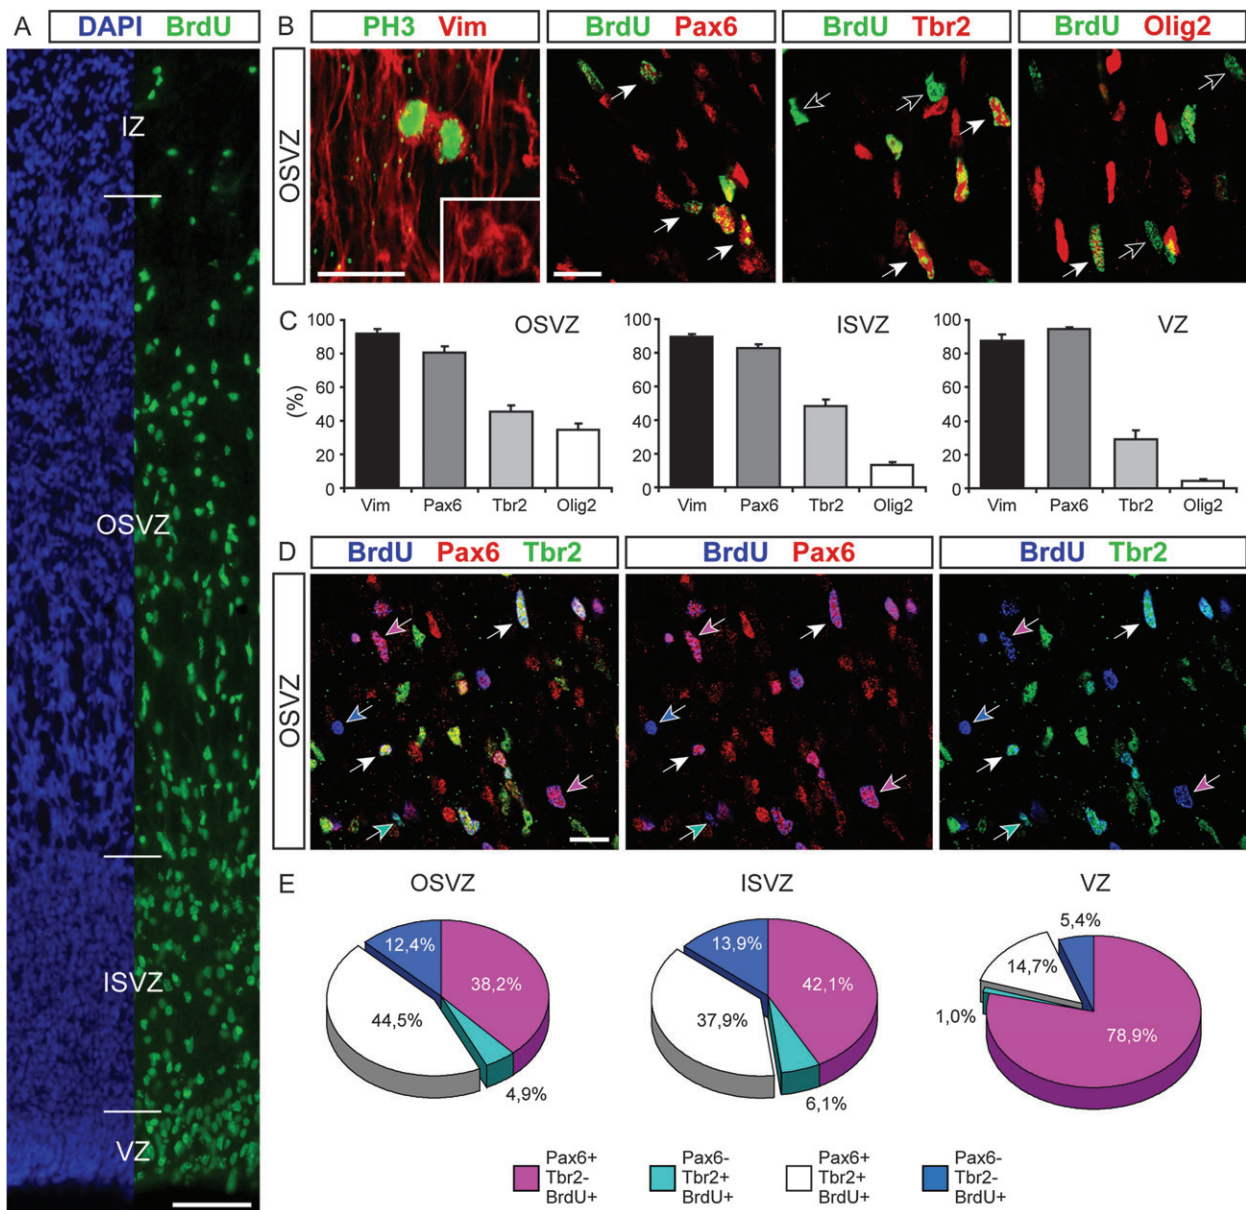 A
DAPI BrdU
IZ
OSVZ
ISVZ
VZ
B
PH3 Vim
BrdU Pax6
BrdU Tbr2
BrdU Olig2
OSVZ
C
OSVZ
ISVZ
VZ
(%)
100
80
60
40
20
0
Vim Pax6 Tbr2 Olig2
100
80
60
40
20
0
Vim Pax6 Tbr2 Olig2
100
80
60
40
20
0
Vim Pax6 Tbr2 Olig2
D
BrdU Pax6 Tbr2
BrdU Pax6
BrdU Tbr2
OSVZ
E
OSVZ
12,4%
38,2%
44,5%
4,9%
ISVZ
13,9%
42,1%
37,9%
6,1%
VZ
5,4%
14,7%
1,0%
78,9%
Pax6+
Tbr2-
BrdU+
Pax6-
Tbr2+
BrdU+
Pax6+
Tbr2+
BrdU+
Pax6-
Tbr2-
BrdU+